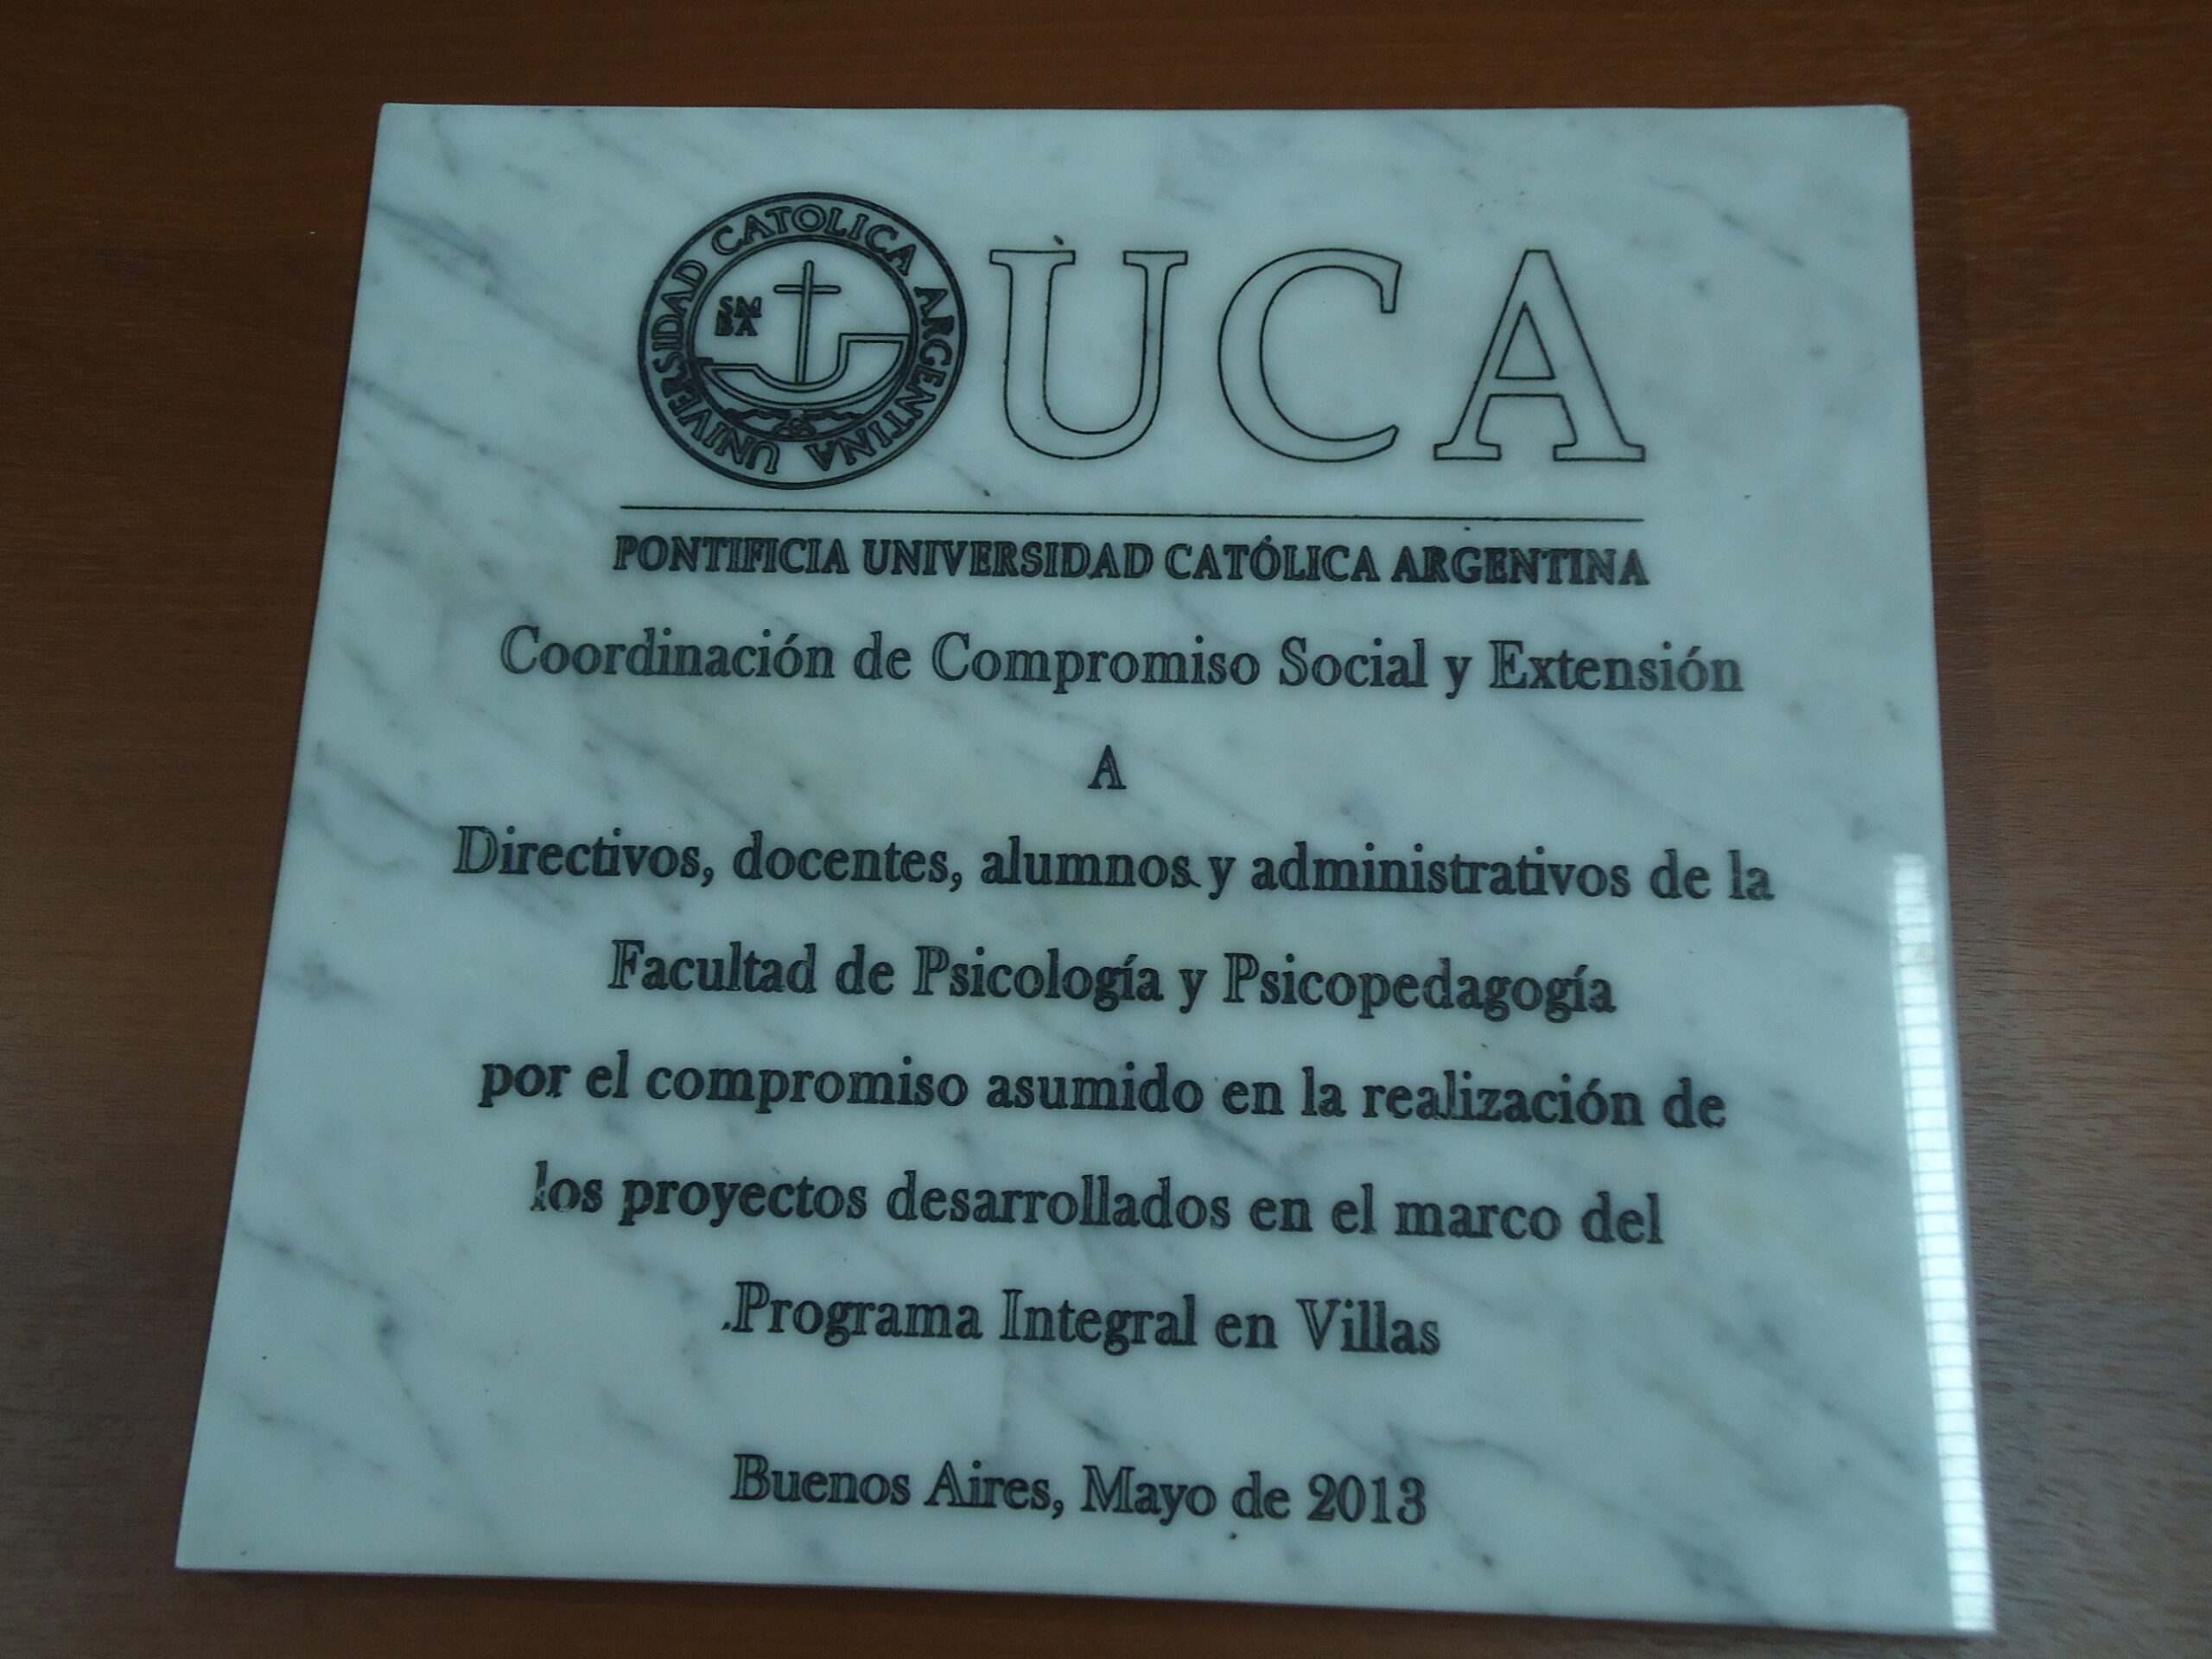 UNIVERSIDAD CATOLICA ARGENTINA
SM
BA
UCA
PONTIFICIA UNIVERSIDAD CATÓLICA ARGENTINA
Coordinación de Compromiso Social y Extensión
A
Directivos, docentes, alumnos y administrativos de la
Facultad de Psicología y Psicopedagogía
por el compromiso asumido en la realización de
los proyectos desarrollados en el marco del
Programa Integral en Villas
Buenos Aires, Mayo de 2013